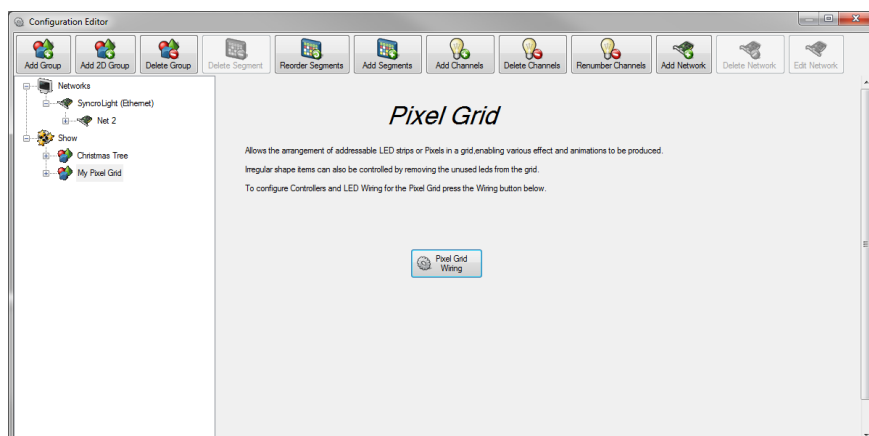 Configuration Editor
Add Group
Add 2D Group
Delete Group
Delete Segment
Reorder Segments
Add Segments
Add Channels
Delete Channels
Renumber Channels
Add Network
Delete Network
Edit Network
Networks
SyncroLight (Ethernet)
Net 2
Show
Christmas Tree
My Pixel Grid
Pixel Grid
Allows the arrangement of addressable LED strips or Pixels in a grid,enabling various effect and animations to be produced.
Irregular shape items can also be controlled by removing the unused leds from the grid.
To configure Controllers and LED Wiring for the Pixel Grid press the Wiring button below.
Pixel Grid
Wiring